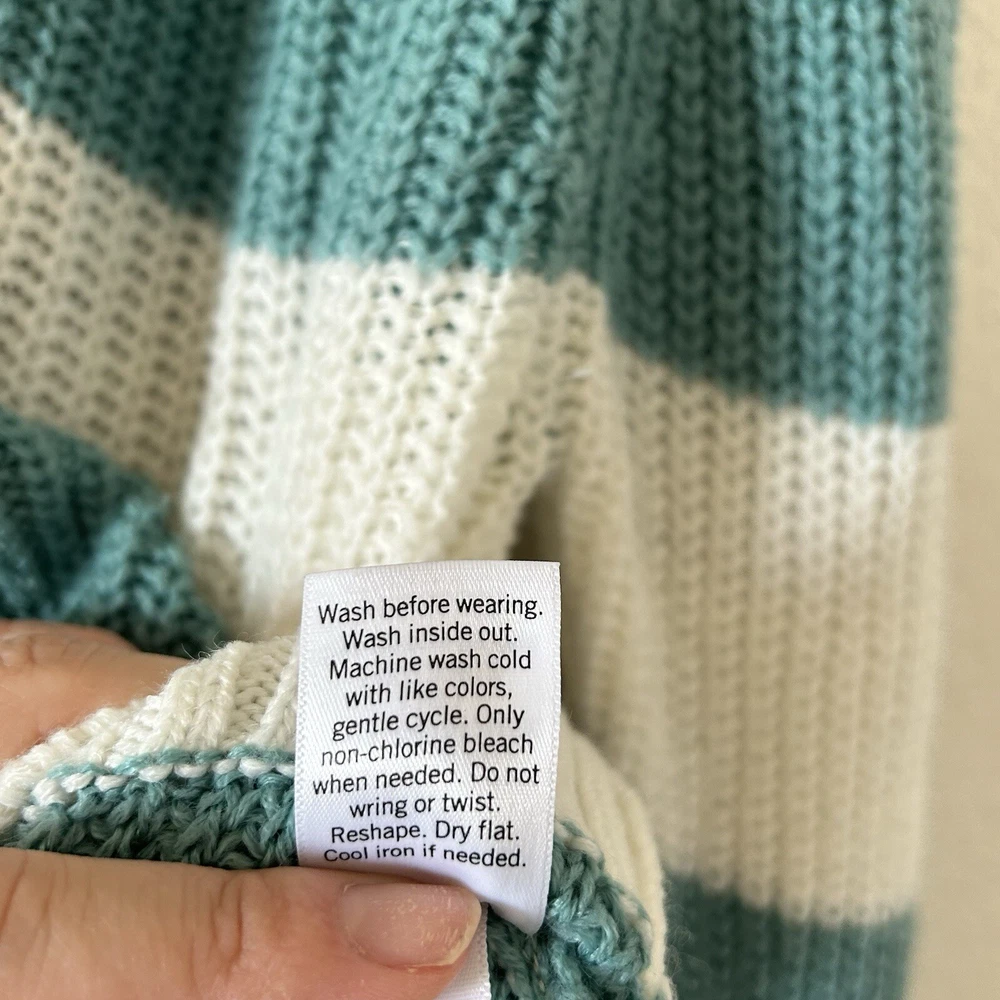 Wash before wearing.
Wash inside out.
Machine wash cold
with like colors,
gentle cycle. Only
non-chlorine bleach
when needed. Do not
wring or twist.
Reshape. Dry flat.
Cool iron if needed.